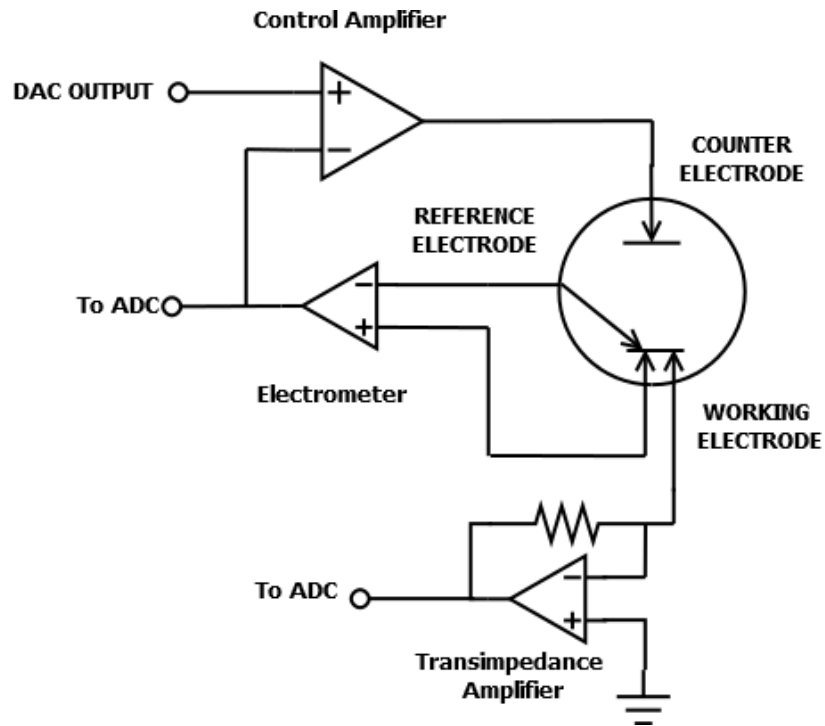 Control Amplifier
DAC OUTPUT
+
−
COUNTER
ELECTRODE
REFERENCE
ELECTRODE
−
+
To ADC
Electrometer
WORKING
ELECTRODE
−
+
To ADC
Transimpedance
Amplifier